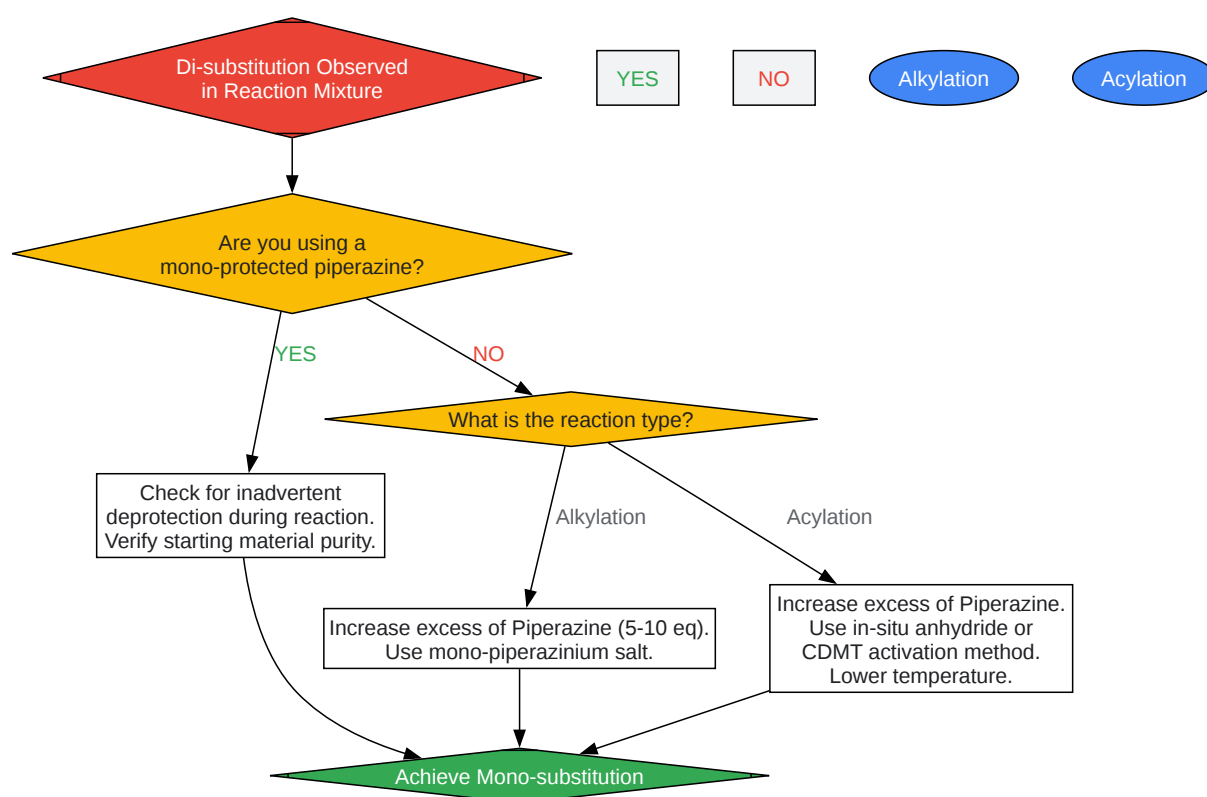 Di-substitution Observed
in Reaction Mixture
YES
NO
Alkylation
Acylation
Are you using a
mono-protected piperazine?
YES
NO
What is the reaction type?
Check for inadvertent
deprotection during reaction.
Verify starting material purity.
Alkylation
Acylation
Increase excess of Piperazine (5-10 eq).
Use mono-piperazinium salt.
Increase excess of Piperazine.
Use in-situ anhydride or
CDMT activation method.
Lower temperature.
Achieve Mono-substitution